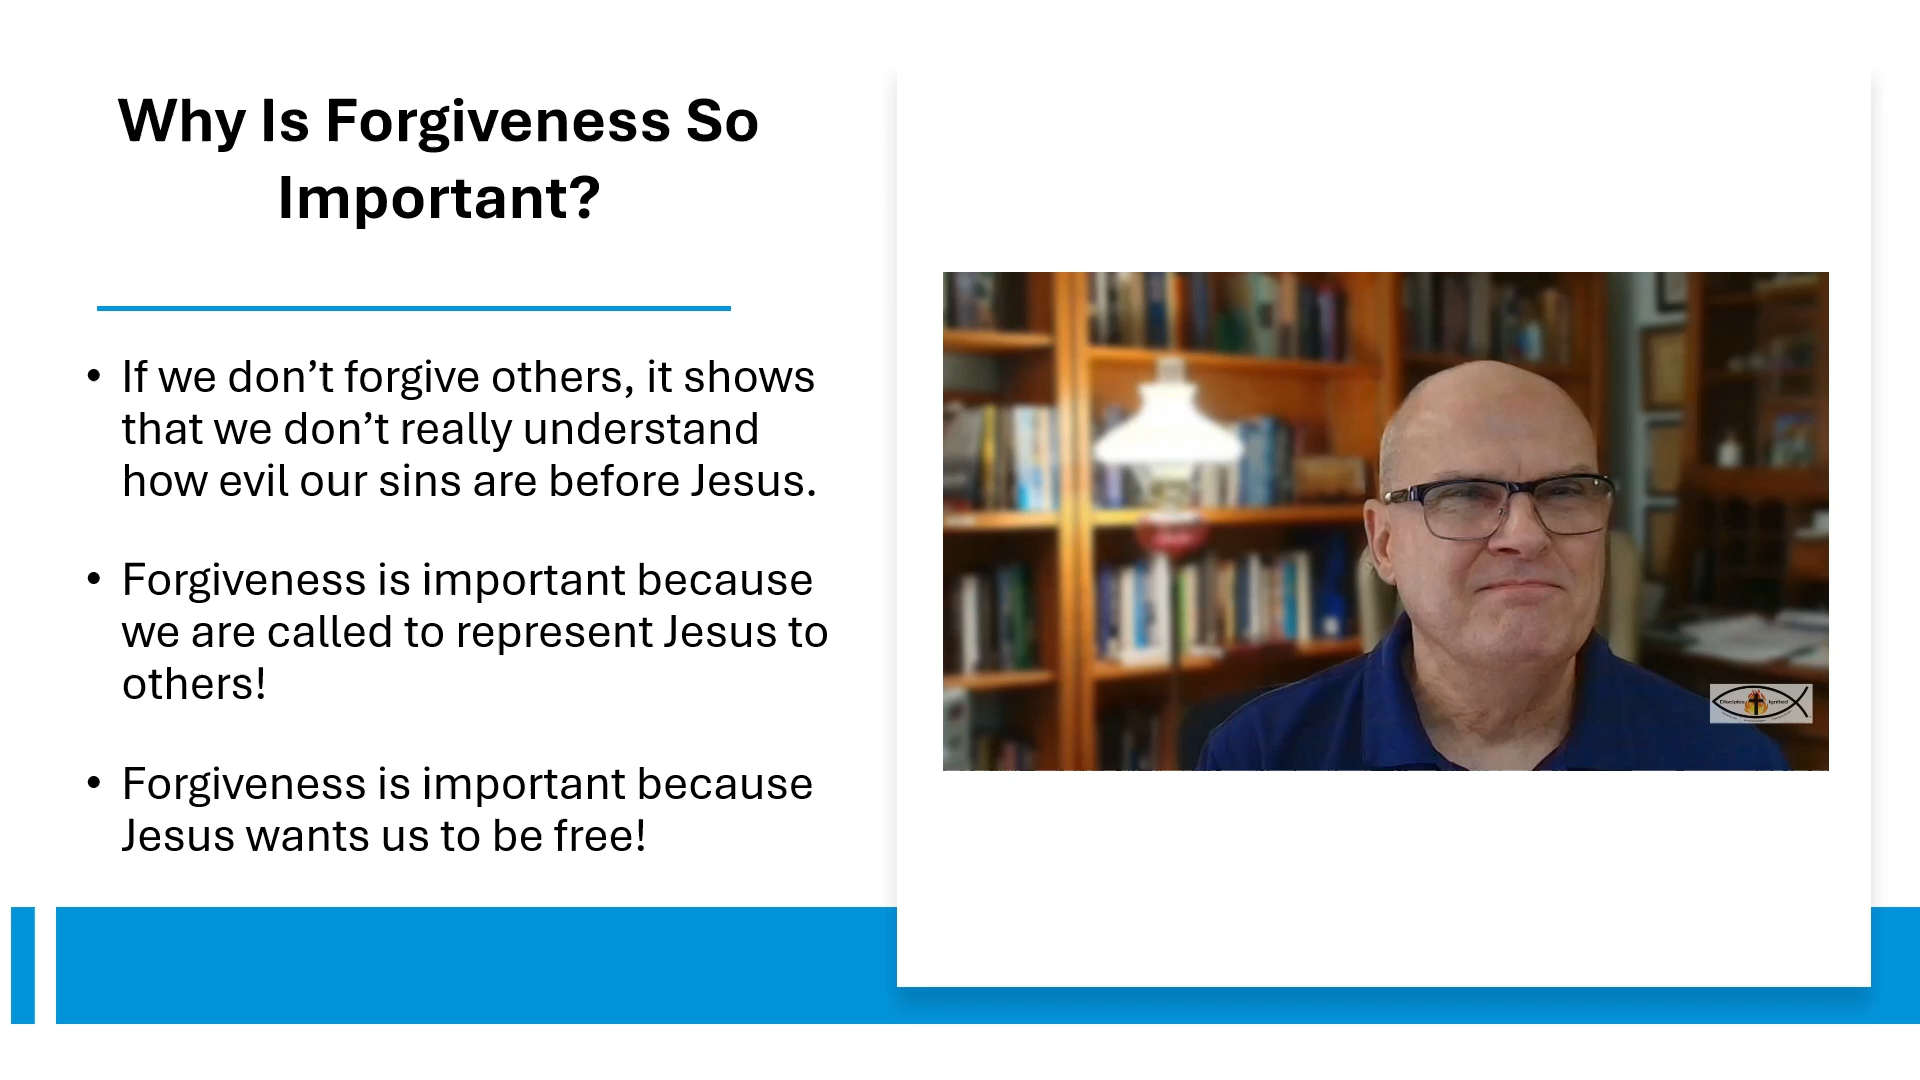 Why Is Forgiveness So
Important?
• If we don’t forgive others, it shows
that we don’t really understand
how evil our sins are before Jesus.
• Forgiveness is important because
we are called to represent Jesus to
others!
• Forgiveness is important because
Jesus wants us to be free!
Disciples Ignited